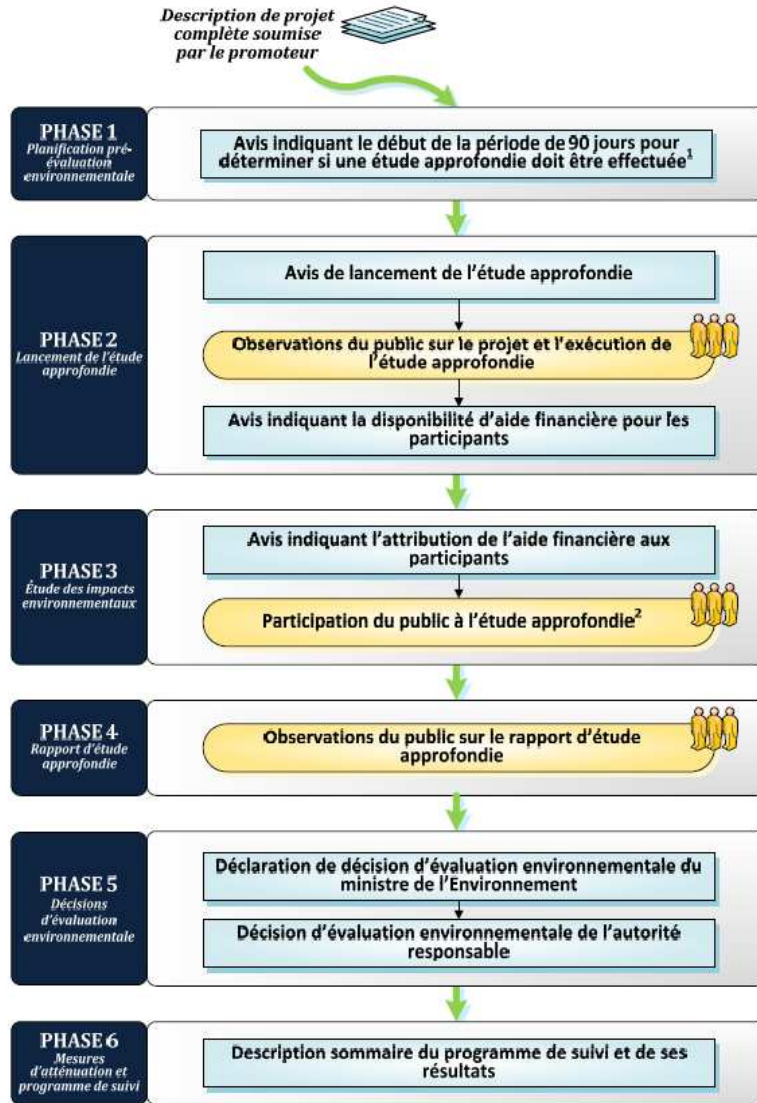 Description de projet
complète soumise
par le promoteur
PHASE 1
Planification pré-
évaluation
environnementale
Avis indiquant le début de la période de 90 jours pour
déterminer si une étude approfondie doit être effectuée¹
PHASE 2
Lancement de l'étude
approfondie
Avis de lancement de l'étude approfondie
Observations du public sur le projet et l'exécution de
l'étude approfondie
Avis indiquant la disponibilité d'aide financière pour les
participants
PHASE 3
Étude des impacts
environnementaux
Avis indiquant l'attribution de l'aide financière aux
participants
Participation du public à l'étude approfondie²
PHASE 4
Rapport d'étude
approfondie
Observations du public sur le rapport d'étude
approfondie
PHASE 5
Décisions
d'évaluation
environnementale
Déclaration de décision d'évaluation environnementale du
ministre de l'Environnement
Décision d'évaluation environnementale de l'autorité
responsable
PHASE 6
Mesures
d'atténuation et
programme de suivi
Description sommaire du programme de suivi et de ses
résultats